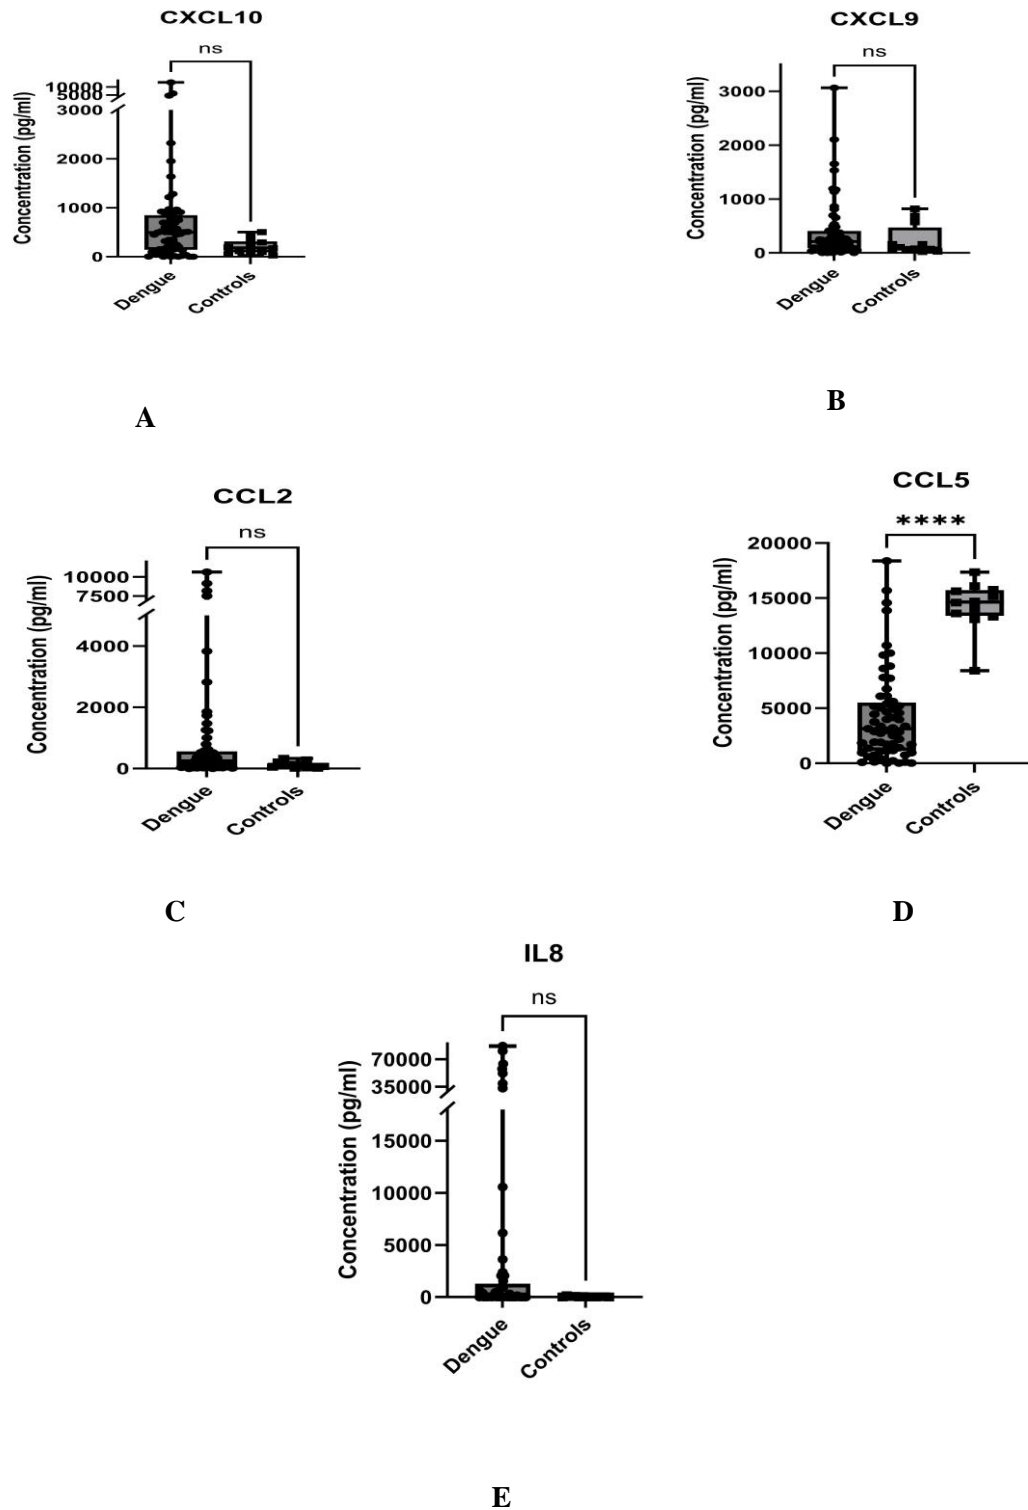 CXCL10
ns
Concentration (pg/ml)
10000
5000
3000
2000
1000
0
Dengue
Controls
A
CXCL9
ns
Concentration (pg/ml)
3000
2000
1000
0
Dengue
Controls
B
CCL2
ns
Concentration (pg/ml)
10000
7500
4000
2000
0
Dengue
Controls
C
CCL5
****
Concentration (pg/ml)
20000
15000
10000
5000
0
Dengue
Controls
D
IL8
ns
Concentration (pg/ml)
70000
35000
15000
10000
5000
0
Dengue
Controls
E